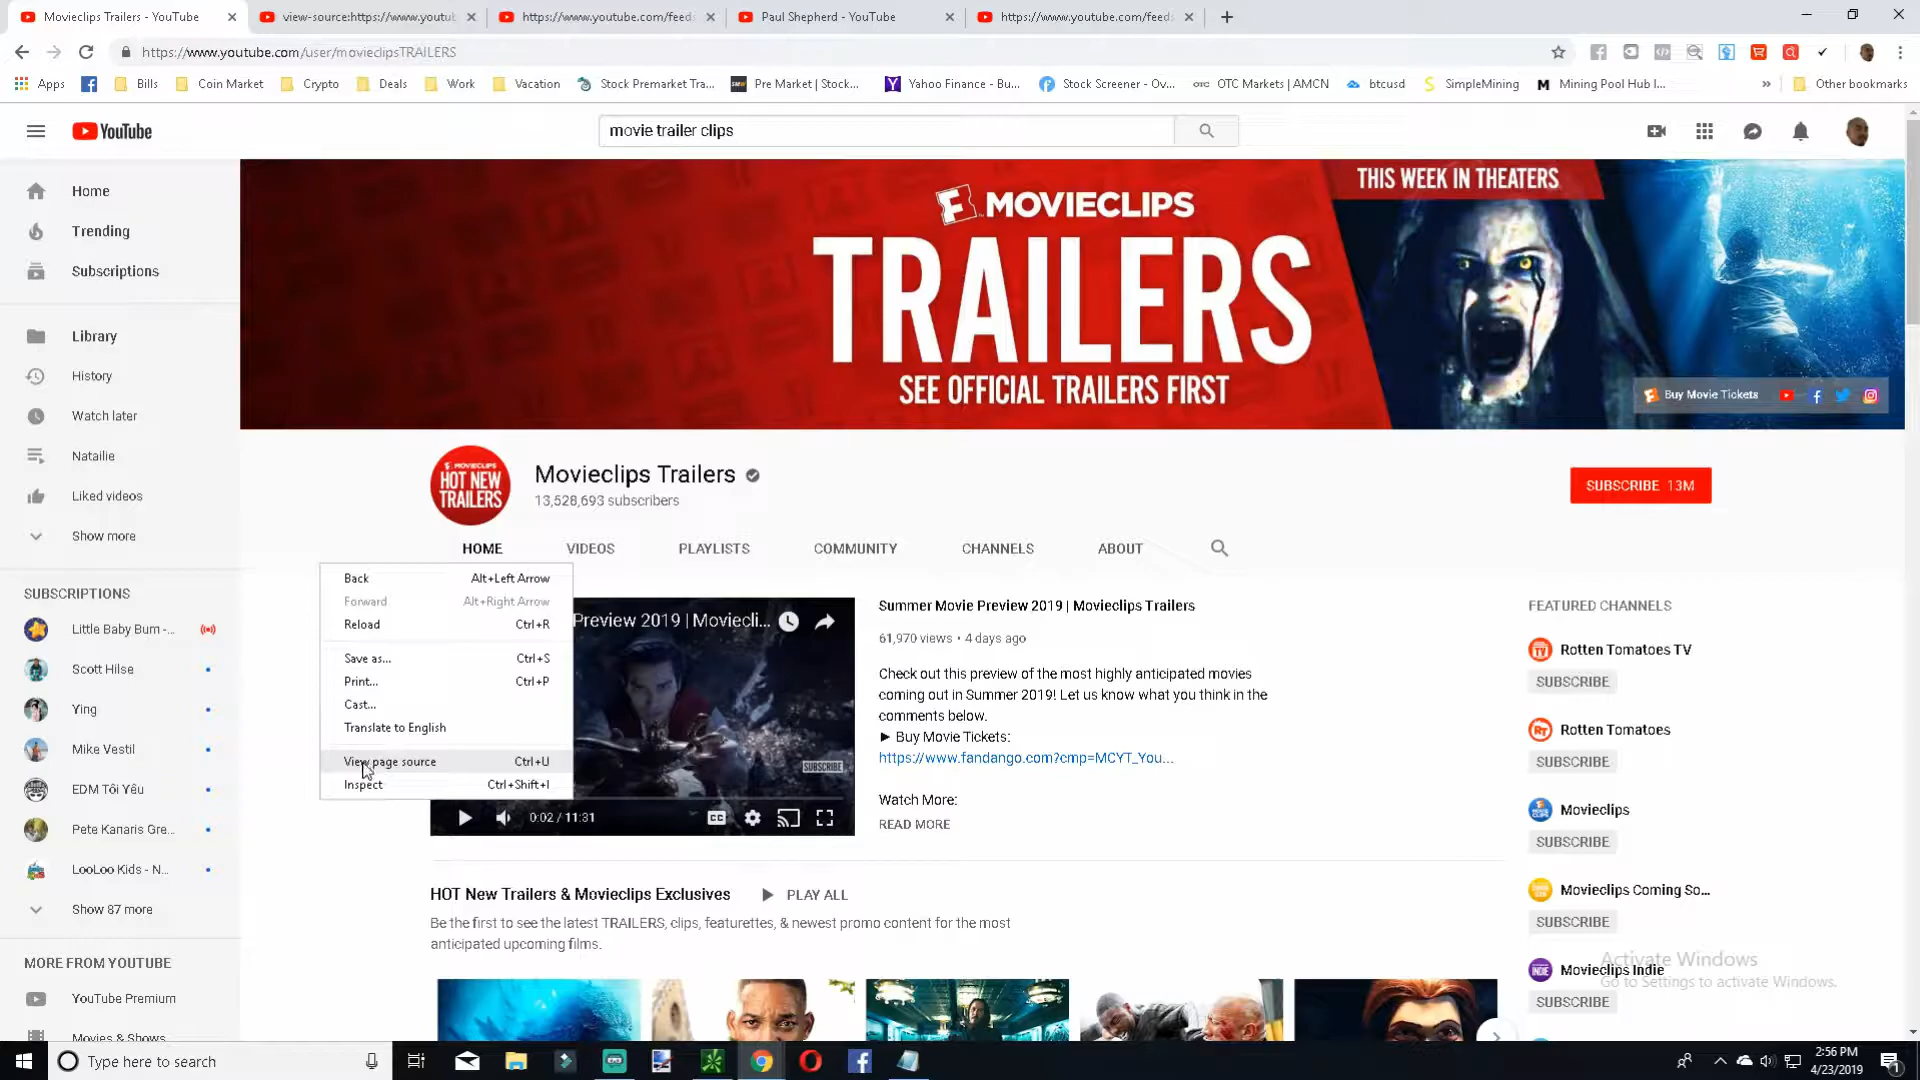 Movieclips Trailers - YouTube
view-source:https://www.youtu
https://www.youtube.com/feeds
Paul Shepherd - YouTube
https://www.youtube.com/feeds
https://www.youtube.com/user/movieclipsTRAILERS
Apps
Bills
Coin Market
Crypto
Deals
Work
Vacation
Stock Premarket Tra...
Pre Market | Stock...
Yahoo Finance - Bu...
Stock Screener - Ov...
OTC Markets | AMCN
btcusd
SimpleMining
Mining Pool Hub |...
Other bookmarks
YouTube
movie trailer clips
Home
Trending
Subscriptions
Library
History
Watch later
Natailie
Liked videos
Show more
SUBSCRIPTIONS
Little Baby Bum -...
Scott Hilse
Ying
Mike Vestil
EDM Tôi Yêu
Pete Kanaris Gre...
LooLoo Kids - N...
Show 87 more
MORE FROM YOUTUBE
YouTube Premium
Movies & Shows
MOVIECLIPS
TRAILERS
SEE OFFICIAL TRAILERS FIRST
THIS WEEK IN THEATERS
Buy Movie Tickets
MOVIECLIPS
HOT NEW
TRAILERS
Movieclips Trailers
13,528,693 subscribers
SUBSCRIBE 13M
HOME
VIDEOS
PLAYLISTS
COMMUNITY
CHANNELS
ABOUT
Back Alt+Left Arrow
Forward Alt+Right Arrow
Reload Ctrl+R
Save as... Ctrl+S
Print... Ctrl+P
Cast...
Translate to English
View page source Ctrl+U
Inspect Ctrl+Shift+I
Preview 2019 | Moviecli...
SUBSCRIBE
0:02 / 11:31
CC
Summer Movie Preview 2019 | Movieclips Trailers
61,970 views • 4 days ago
Check out this preview of the most highly anticipated movies
coming out in Summer 2019! Let us know what you think in the
comments below.
► Buy Movie Tickets:
https://www.fandango.com?cmp=MCYT_You...
Watch More:
READ MORE
FEATURED CHANNELS
Rotten Tomatoes TV
SUBSCRIBE
Rotten Tomatoes
SUBSCRIBE
Movieclips
SUBSCRIBE
Movieclips Coming So...
SUBSCRIBE
Movieclips Indie
SUBSCRIBE
HOT New Trailers & Movieclips Exclusives
PLAY ALL
Be the first to see the latest TRAILERS, clips, featurettes, & newest promo content for the most
anticipated upcoming films.
Activate Windows
Go to Settings to activate Windows.
Type here to search
2:56 PM
4/23/2019
1